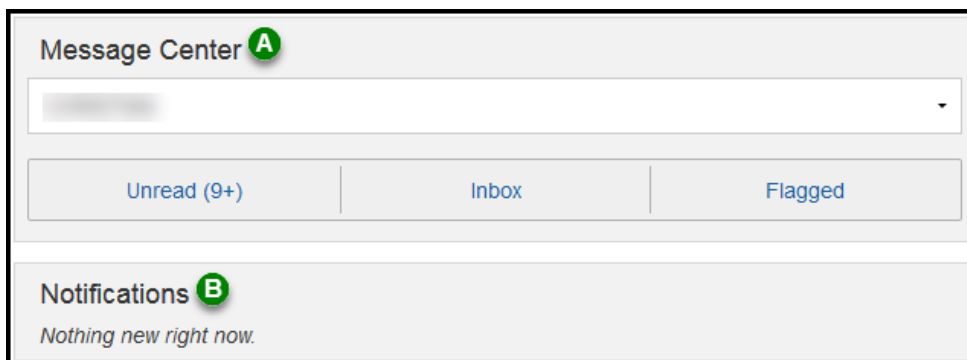 Message Center A
Unread (9+) Inbox Flagged
Notifications B
Nothing new right now.